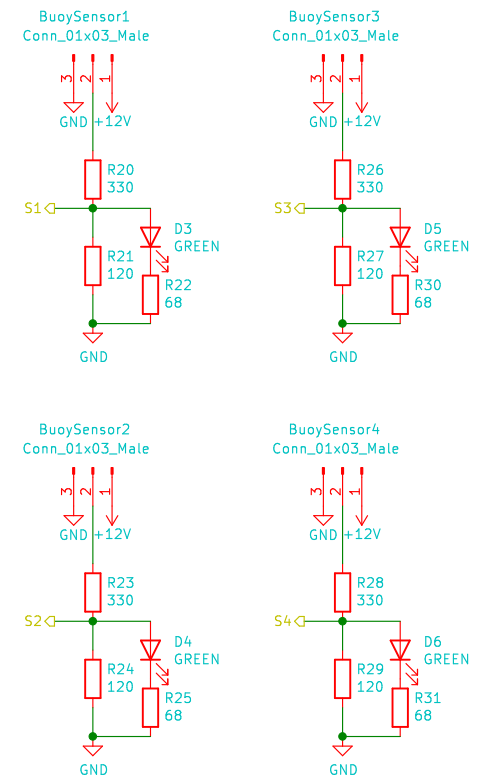 BuoySensor1
Conn_01x03_Male
3
2
1
GND
+12V
R20
330
S1
D3
GREEN
R21
120
R22
68
GND
BuoySensor3
Conn_01x03_Male
3
2
1
GND
+12V
R26
330
S3
D5
GREEN
R27
120
R30
68
GND
BuoySensor2
Conn_01x03_Male
3
2
1
GND
+12V
R23
330
S2
D4
GREEN
R24
120
R25
68
GND
BuoySensor4
Conn_01x03_Male
3
2
1
GND
+12V
R28
330
S4
D6
GREEN
R29
120
R31
68
GND